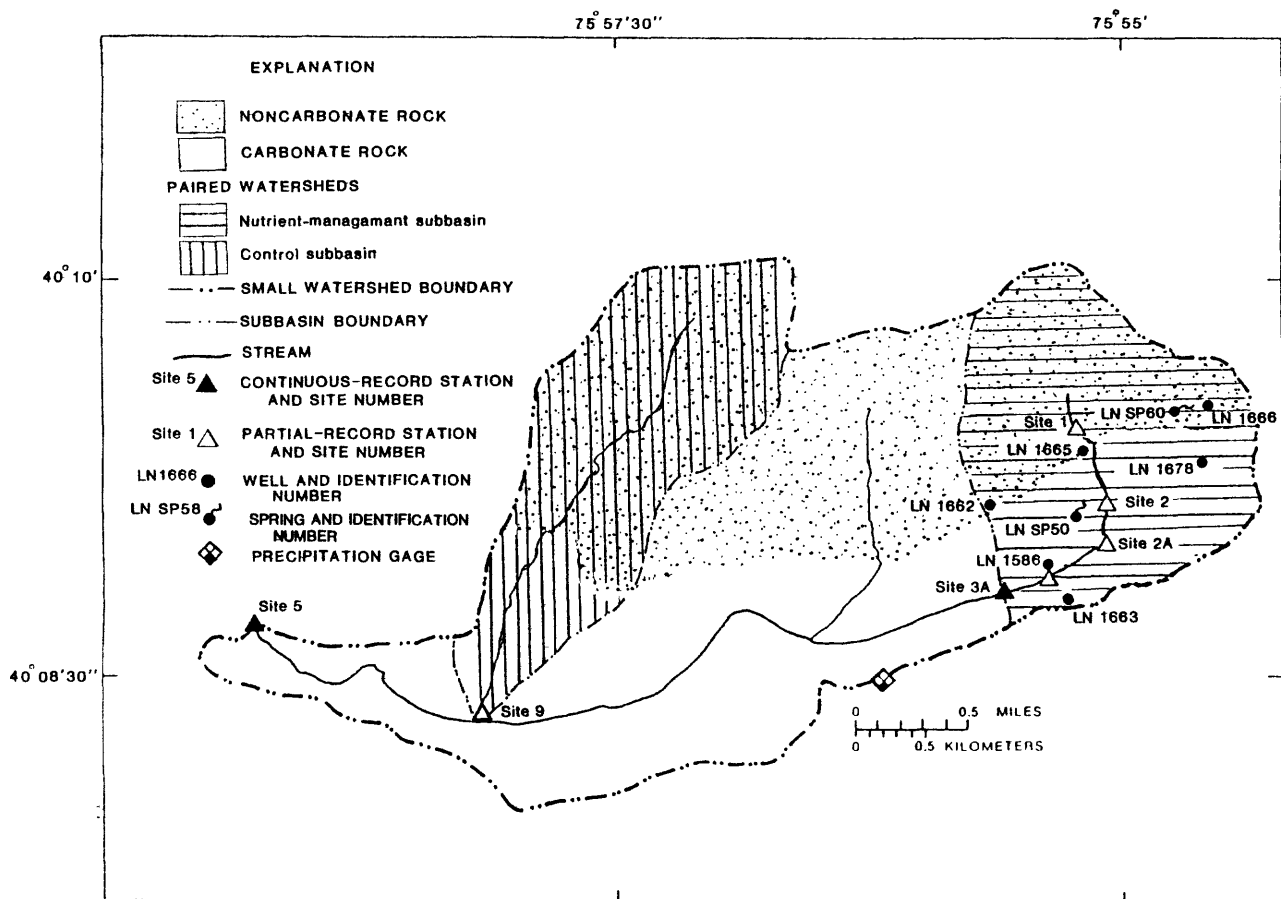 75°57'30''
75°55'
EXPLANATION
NONCARBONATE ROCK
CARBONATE ROCK
PAIRED WATERSHEDS
Nutrient-managamant subbasin
Control subbasin
SMALL WATERSHED BOUNDARY
SUBBASIN BOUNDARY
STREAM
Site 5
CONTINUOUS-RECORD STATION
AND SITE NUMBER
Site 1
PARTIAL-RECORD STATION
AND SITE NUMBER
LN1666
WELL AND IDENTIFICATION
NUMBER
LN SP58
SPRING AND IDENTIFICATION
NUMBER
PRECIPITATION GAGE
40°10'
40°08'30''
Site 1
LN SP60
LN 1666
LN 1665
LN 1678
LN 1662
LN SP50
Site 2
Site 2A
LN 1586
Site 3A
LN 1663
Site 5
Site 9
0 0.5 MILES
0 0.5 KILOMETERS